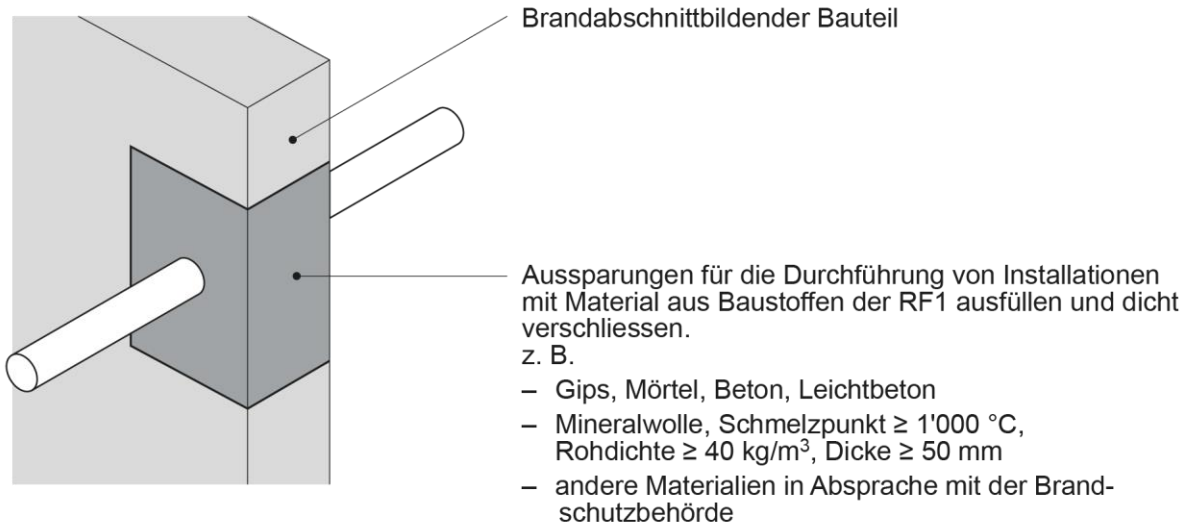 Brandabschnittbildender Bauteil
Aussparungen für die Durchführung von Installationen
mit Material aus Baustoffen der RF1 ausfüllen und dicht
verschliessen.
z. B.
– Gips, Mörtel, Beton, Leichtbeton
– Mineralwolle, Schmelzpunkt ≥ 1'000 °C,
Rohdichte ≥ 40 kg/m³, Dicke ≥ 50 mm
– andere Materialien in Absprache mit der Brand-
schutzbehörde